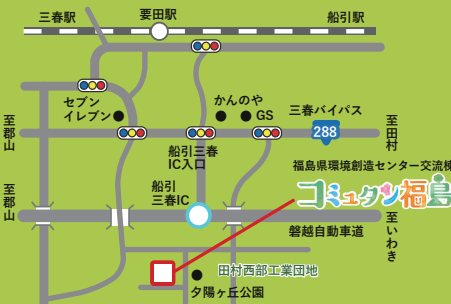 三春駅
要田駅
船引駅
セブン
イレブン
かんのや
GS
三春バイパス
288
至郡山
至田村
船引三春
IC入口
福島県環境創造センター交流棟
コミュタン福島
至郡山
船引
三春IC
磐越自動車道
至いわき
田村西部工業団地
夕陽ヶ丘公園